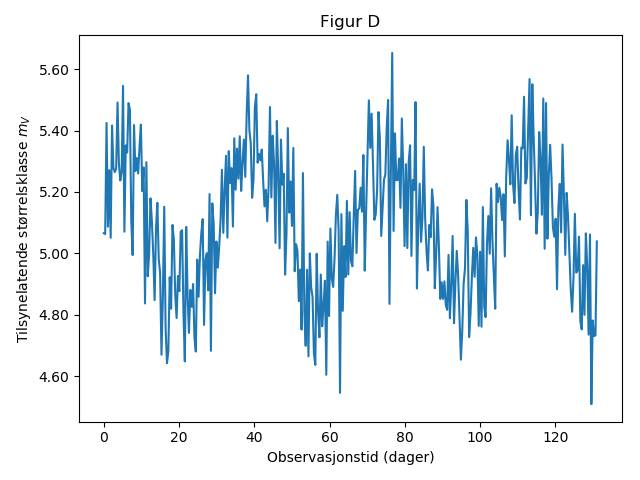 Figur D
Tilsynelatende størrelsesklasse $m_V$
5.60
5.40
5.20
5.00
4.80
4.60
0 20 40 60 80 100 120
Observasjonstid (dager)